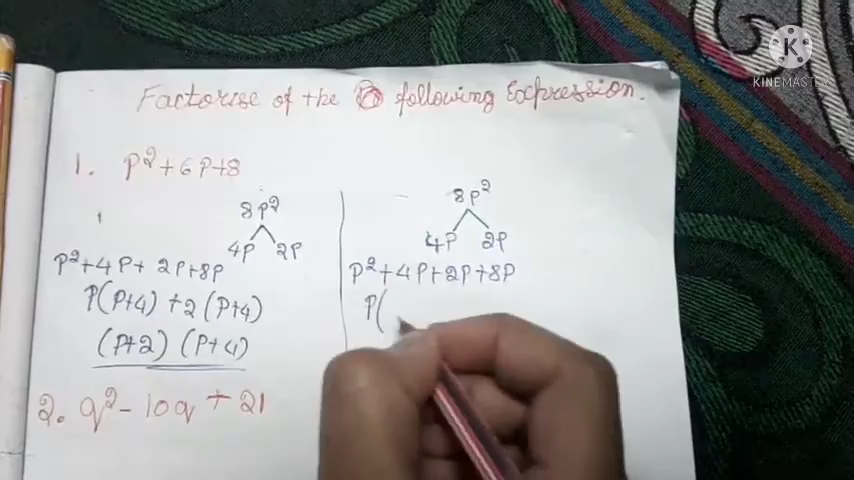 KINEMASTER
Factorise of the following Expression.
1. p²+6p+8
8p²
4p 2p
p²+4p+2p+8p
p(p+4)+2(p+4)
(p+2)(p+4)
8p²
4p 2p
p²+4p+2p+8p
p(
2. q²-10q+21